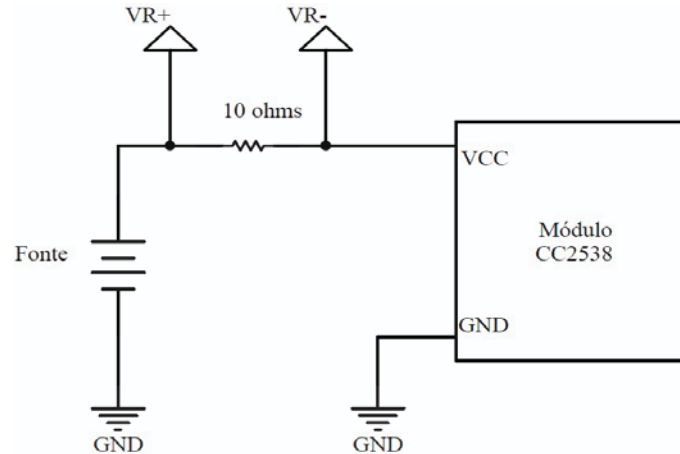 VR+
VR-
10 ohms
VCC
Fonte
Módulo
CC2538
GND
GND
GND